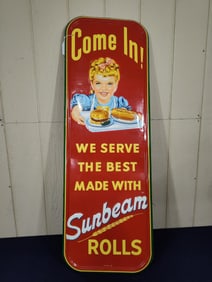 Come In!
WE SERVE
THE BEST
MADE WITH
Sunbeam
ROLLS